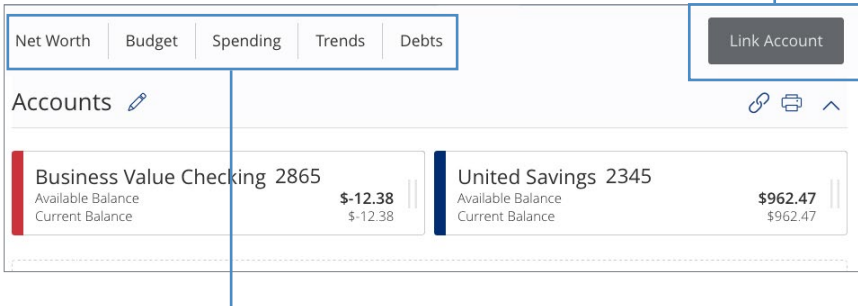 Net Worth Budget Spending Trends Debts Link Account
Accounts
Business Value Checking 2865
Available Balance $-12.38
Current Balance $-12.38
United Savings 2345
Available Balance $962.47
Current Balance $962.47